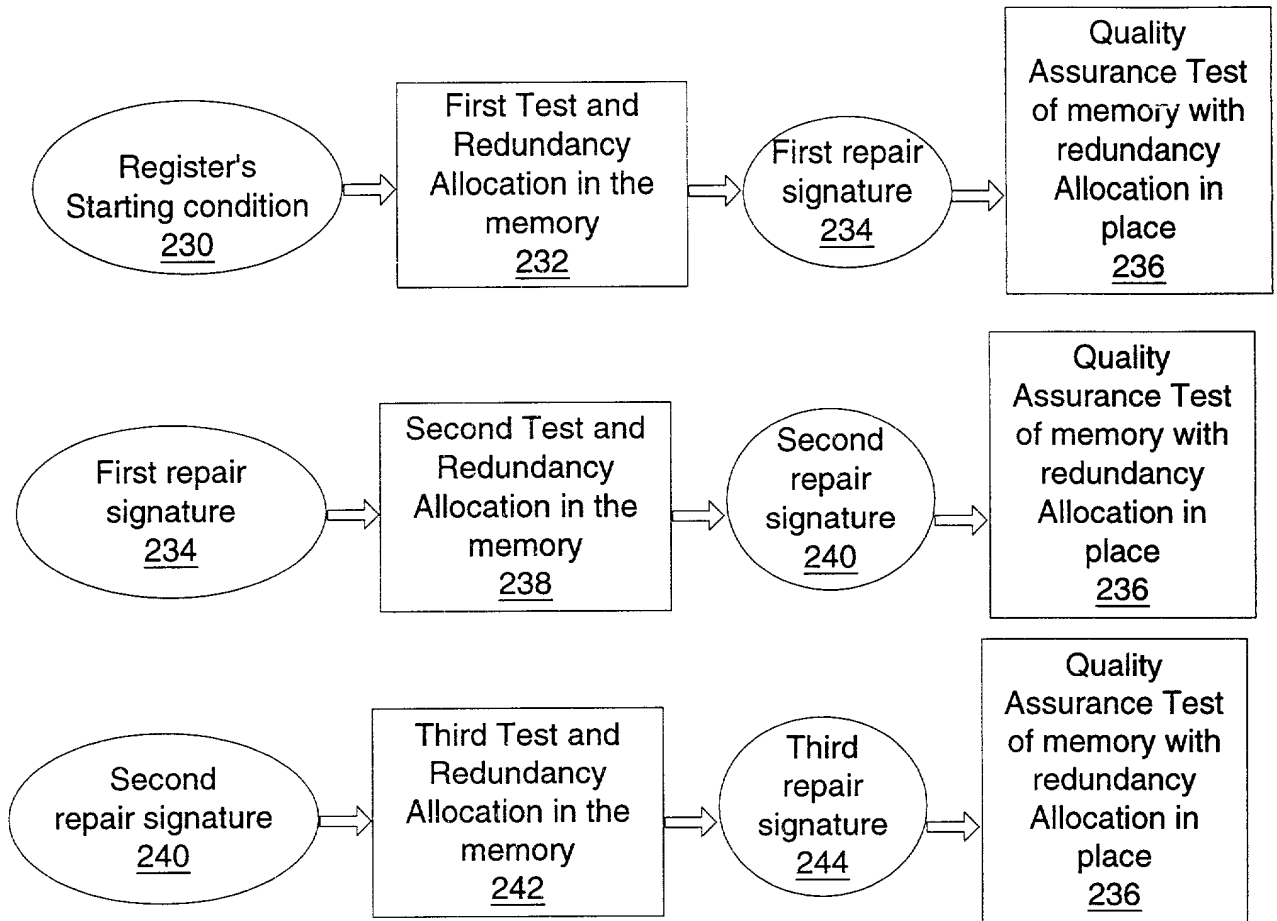 Register's
Starting condition
230
First Test and
Redundancy
Allocation in the
memory
232
First repair
signature
234
Quality
Assurance Test
of memory with
redundancy
Allocation in
place
236
First repair
signature
234
Second Test and
Redundancy
Allocation in the
memory
238
Second
repair
signature
240
Quality
Assurance Test
of memory with
redundancy
Allocation in
place
236
Second
repair signature
240
Third Test and
Redundancy
Allocation in the
memory
242
Third
repair
signature
244
Quality
Assurance Test
of memory with
redundancy
Allocation in
place
236